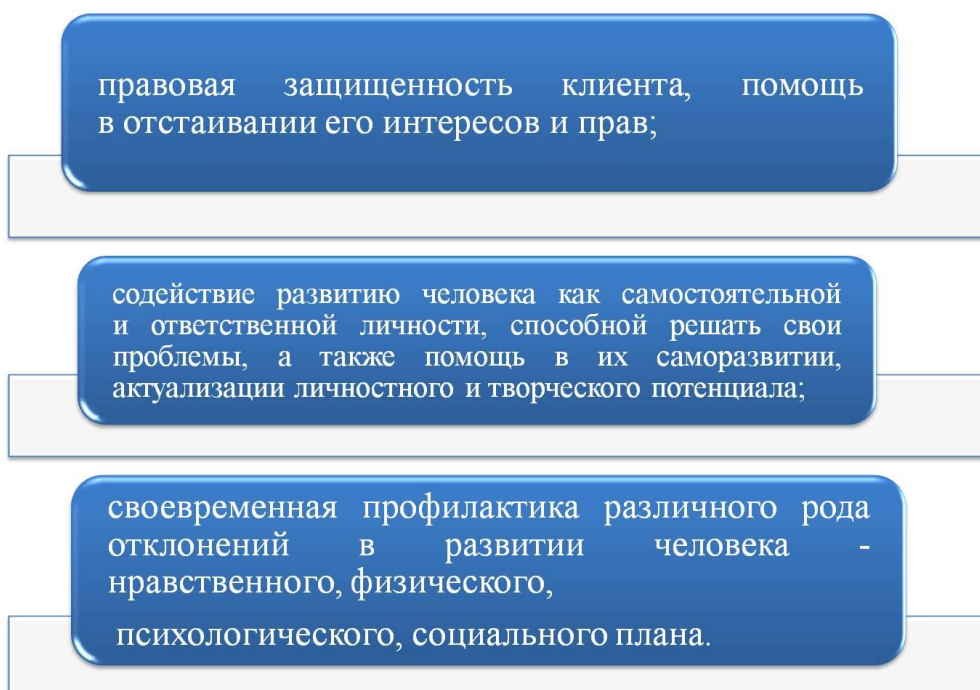 правовая защищенность клиента, помощь
в отстаивании его интересов и прав;
содействие развитию человека как самостоятельной
и ответственной личности, способной решать свои
проблемы, а также помощь в их саморазвитии,
актуализации личностного и творческого потенциала;
своевременная профилактика различного рода
отклонений в развитии человека -
нравственного, физического,
психологического, социального плана.